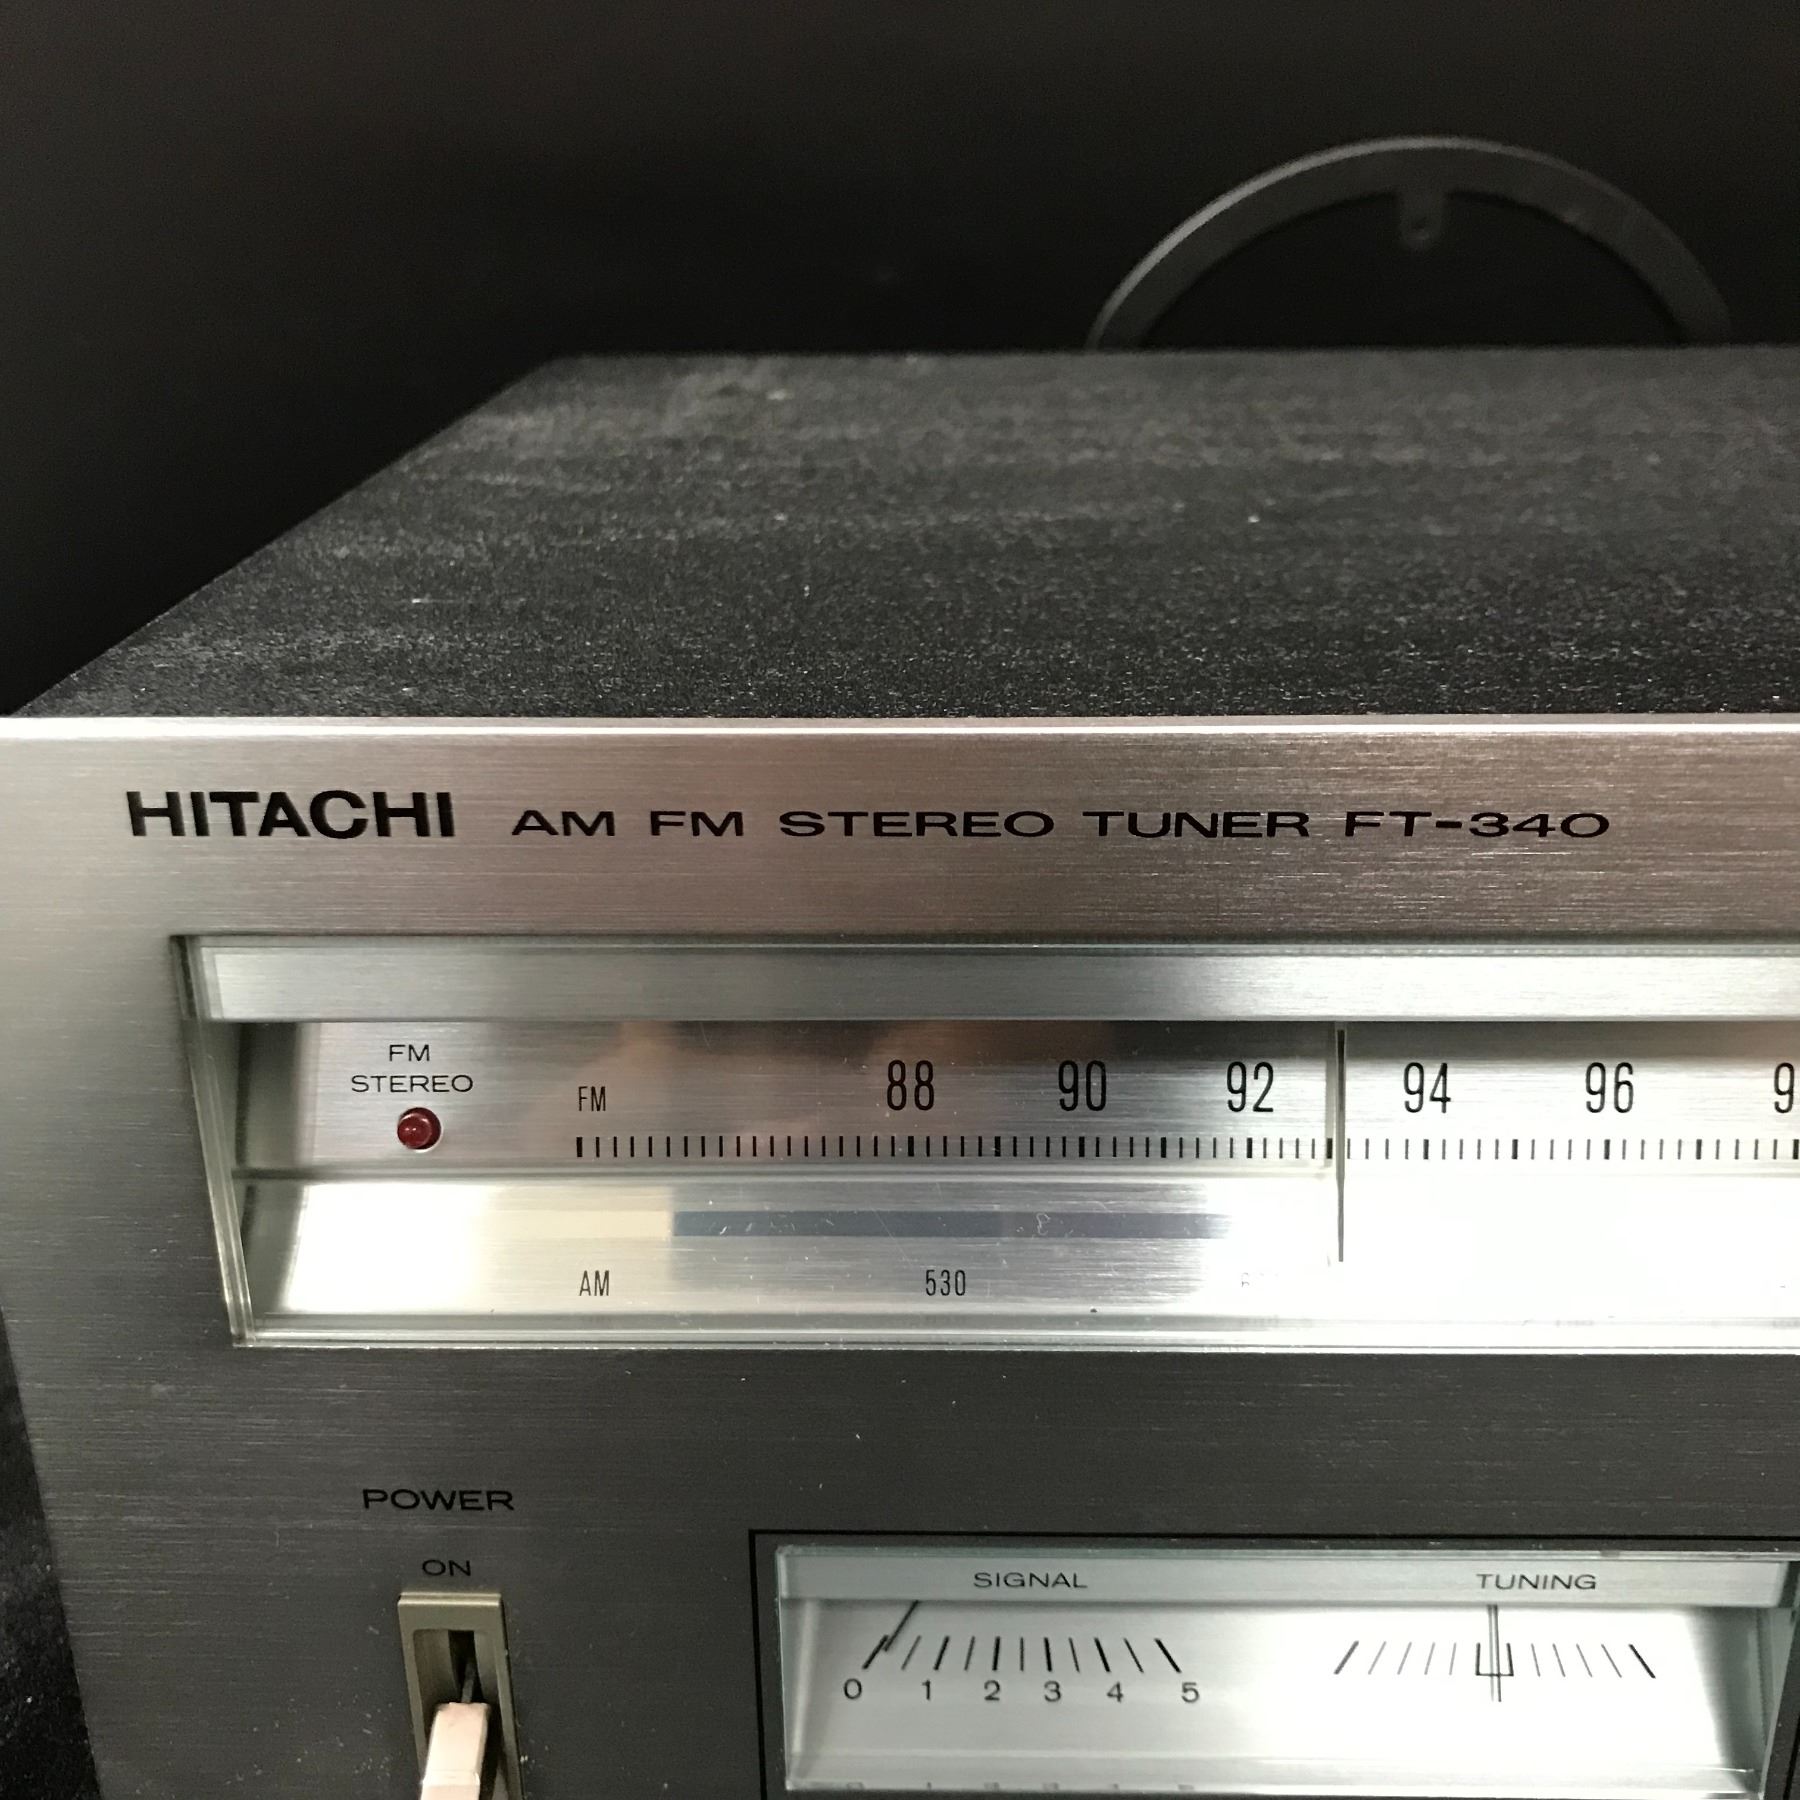 HITACHI AM FM STEREO TUNER FT-340
FM
STEREO
FM 88 90 92 94 96
AM 530
POWER
ON
SIGNAL TUNING
0 1 2 3 4 5